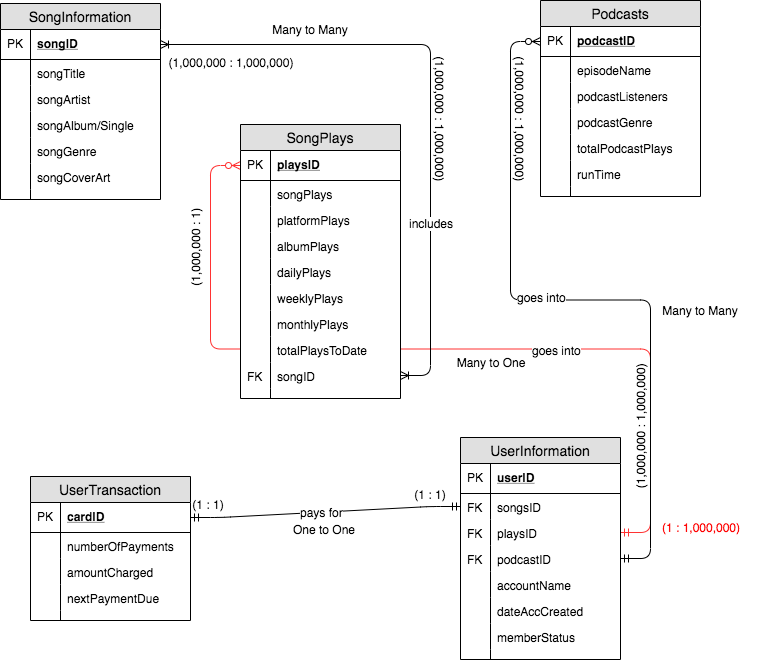 SongInformation
PK songID
songTitle
songArtist
songAlbum/Single
songGenre
songCoverArt
Many to Many
(1,000,000 : 1,000,000)
(1,000,000 : 1,000,000)
includes
Podcasts
PK podcastID
episodeName
podcastListeners
podcastGenre
totalPodcastPlays
runTime
(1,000,000 : 1,000,000)
goes into
Many to Many
(1,000,000 : 1,000,000)
SongPlays
PK playsID
songPlays
platformPlays
albumPlays
dailyPlays
weeklyPlays
monthlyPlays
totalPlaysToDate
FK songID
(1,000,000 : 1)
goes into
Many to One
(1 : 1,000,000)
UserTransaction
PK cardID
numberOfPayments
amountCharged
nextPaymentDue
(1 : 1)
pays for
One to One
(1 : 1)
UserInformation
PK userID
FK songsID
FK playsID
FK podcastID
accountName
dateAccCreated
memberStatus